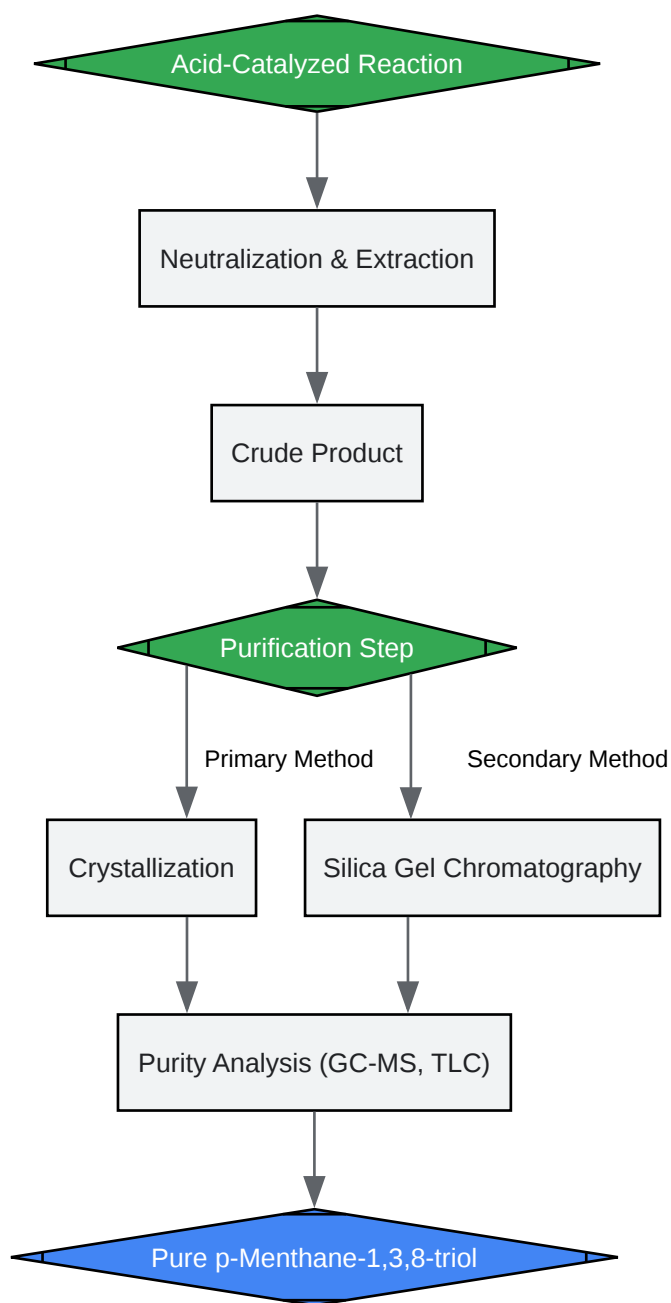 Acid-Catalyzed Reaction
Neutralization & Extraction
Crude Product
Purification Step
Primary Method
Secondary Method
Crystallization
Silica Gel Chromatography
Purity Analysis (GC-MS, TLC)
Pure p-Menthane-1,3,8-triol